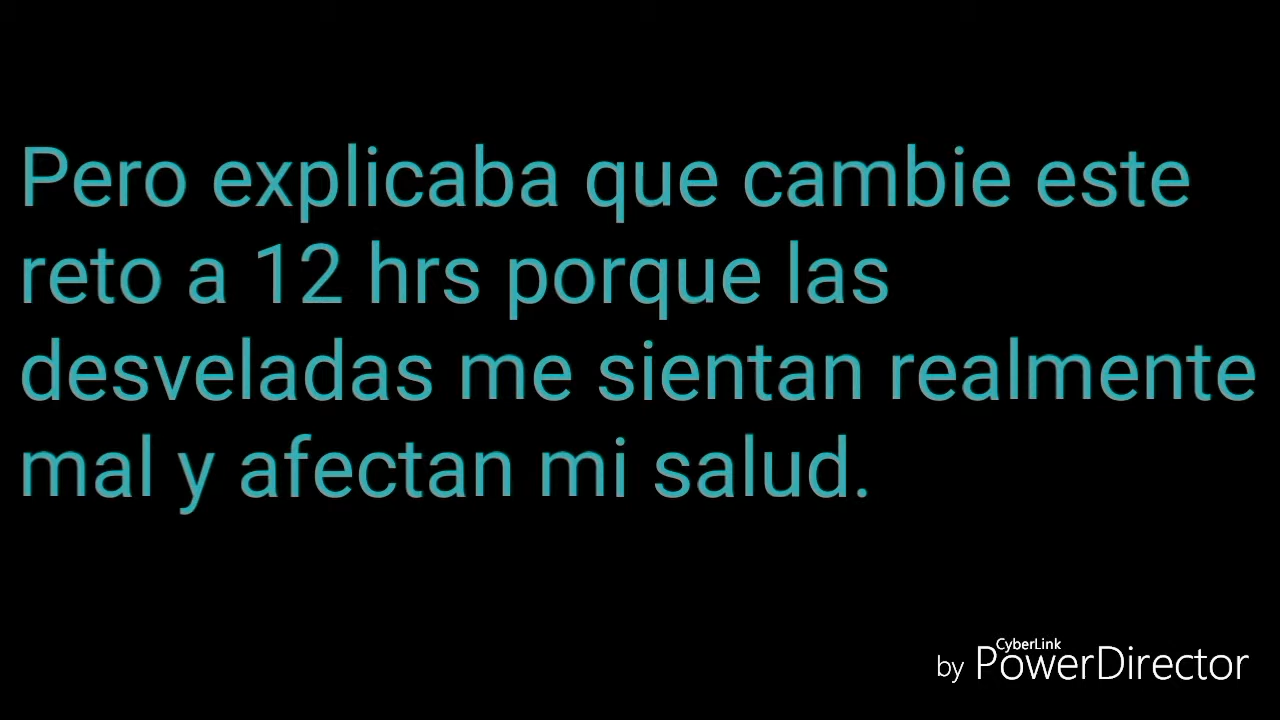 Pero explicaba que cambie este
reto a 12 hrs porque las
desveladas me sientan realmente
mal y afectan mi salud.
CyberLink
by PowerDirector